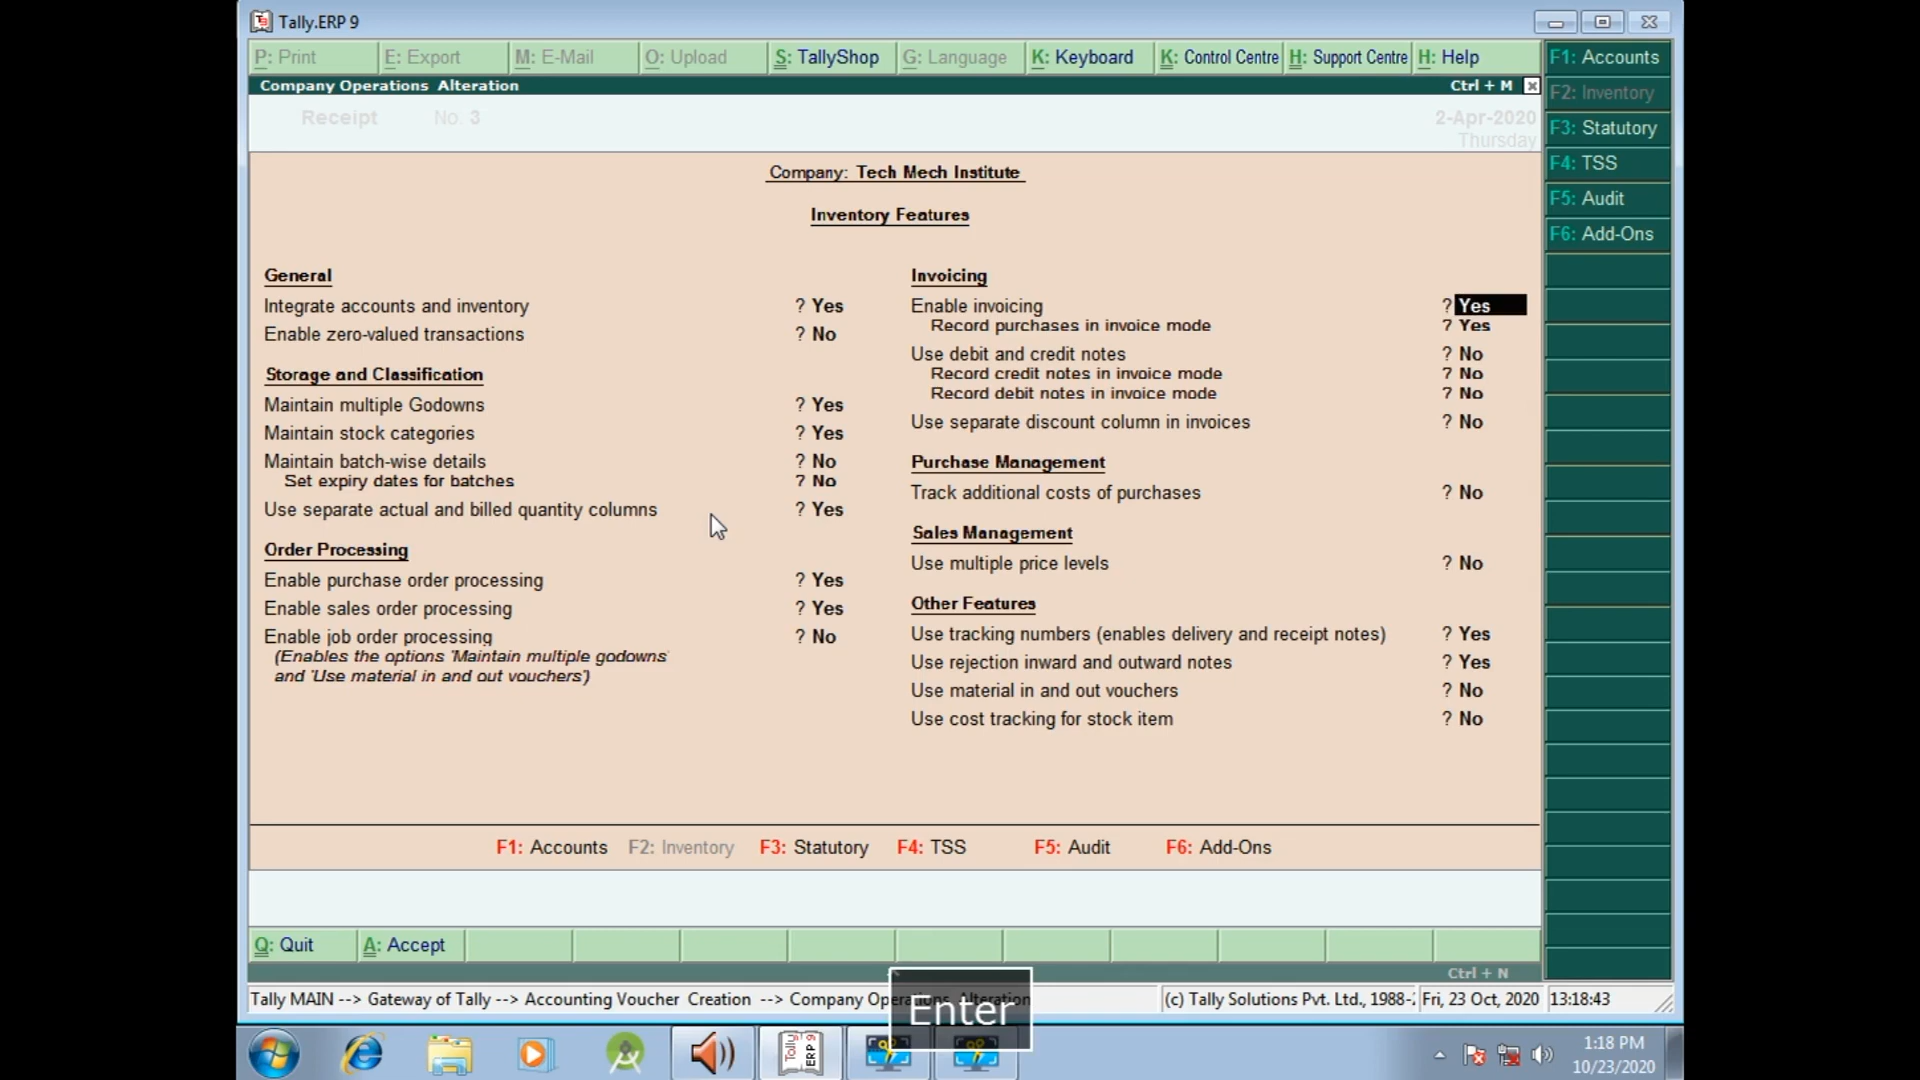 Tally.ERP 9
P: Print E: Export M: E-Mail O: Upload S: TallyShop G: Language K: Keyboard K: Control Centre H: Support Centre H: Help
Company Operations Alteration Ctrl + M
Receipt No. 3 2-Apr-2020
Thursday
Company: Tech Mech Institute
Inventory Features
General
Integrate accounts and inventory ? Yes
Enable zero-valued transactions ? No
Storage and Classification
Maintain multiple Godowns ? Yes
Maintain stock categories ? Yes
Maintain batch-wise details ? No
Set expiry dates for batches ? No
Use separate actual and billed quantity columns ? Yes
Order Processing
Enable purchase order processing ? Yes
Enable sales order processing ? Yes
Enable job order processing ? No
(Enables the options 'Maintain multiple godowns'
and 'Use material in and out vouchers')
Invoicing
Enable invoicing ? Yes
Record purchases in invoice mode ? Yes
Use debit and credit notes ? No
Record credit notes in invoice mode ? No
Record debit notes in invoice mode ? No
Use separate discount column in invoices ? No
Purchase Management
Track additional costs of purchases ? No
Sales Management
Use multiple price levels ? No
Other Features
Use tracking numbers (enables delivery and receipt notes) ? Yes
Use rejection inward and outward notes ? Yes
Use material in and out vouchers ? No
Use cost tracking for stock item ? No
F1: Accounts F2: Inventory F3: Statutory F4: TSS F5: Audit F6: Add-Ons
F1: Accounts
F2: Inventory
F3: Statutory
F4: TSS
F5: Audit
F6: Add-Ons
Q: Quit A: Accept
Ctrl + N
Tally MAIN --> Gateway of Tally --> Accounting Voucher Creation --> Company Operations Alteration (c) Tally Solutions Pvt. Ltd., 1988- Fri, 23 Oct, 2020 13:18:43
Enter
Tally
ERP 9
1:18 PM
10/23/2020